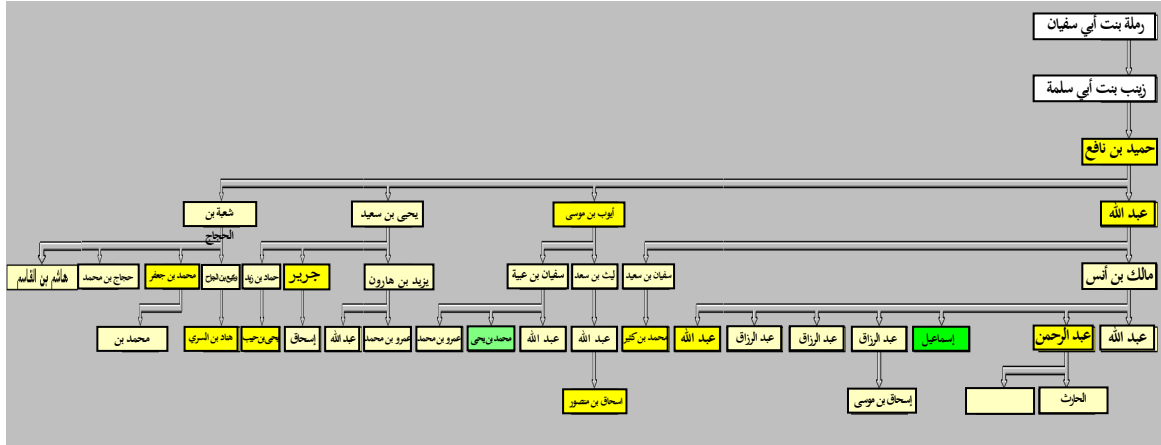 رملة بنت أبي سفيان
زينب بنت أبي سلمة
حميد بن نافع
عبد الله
أيوب بن موسى
يحيى بن سعيد
شعبة بن
الحجاج
مالك بن أنس
سفيان بن سعيد
ليث بن سعد
سفيان بن عيية
يزيد بن هارون
جرير
حماد بن زيد
وكيع بن الجراح
محمد بن جعفر
حجاج بن محمد
هاشم بن القاسم
عبد الله
عبد الرحمن
إسماعيل
عبد الرزاق
عبد الرزاق
عبد الرزاق
عبد الله
محمد بن كثير
عبد الله
عبد الله
محمد بن يحيى
عمرو بن محمد
عمرو بن محمد
عبد الله
إسحاق
يحيى بن حبيب
هناد بن السري
محمد بن
الحارث
إسحاق بن موسى
اسحاق بن منصور